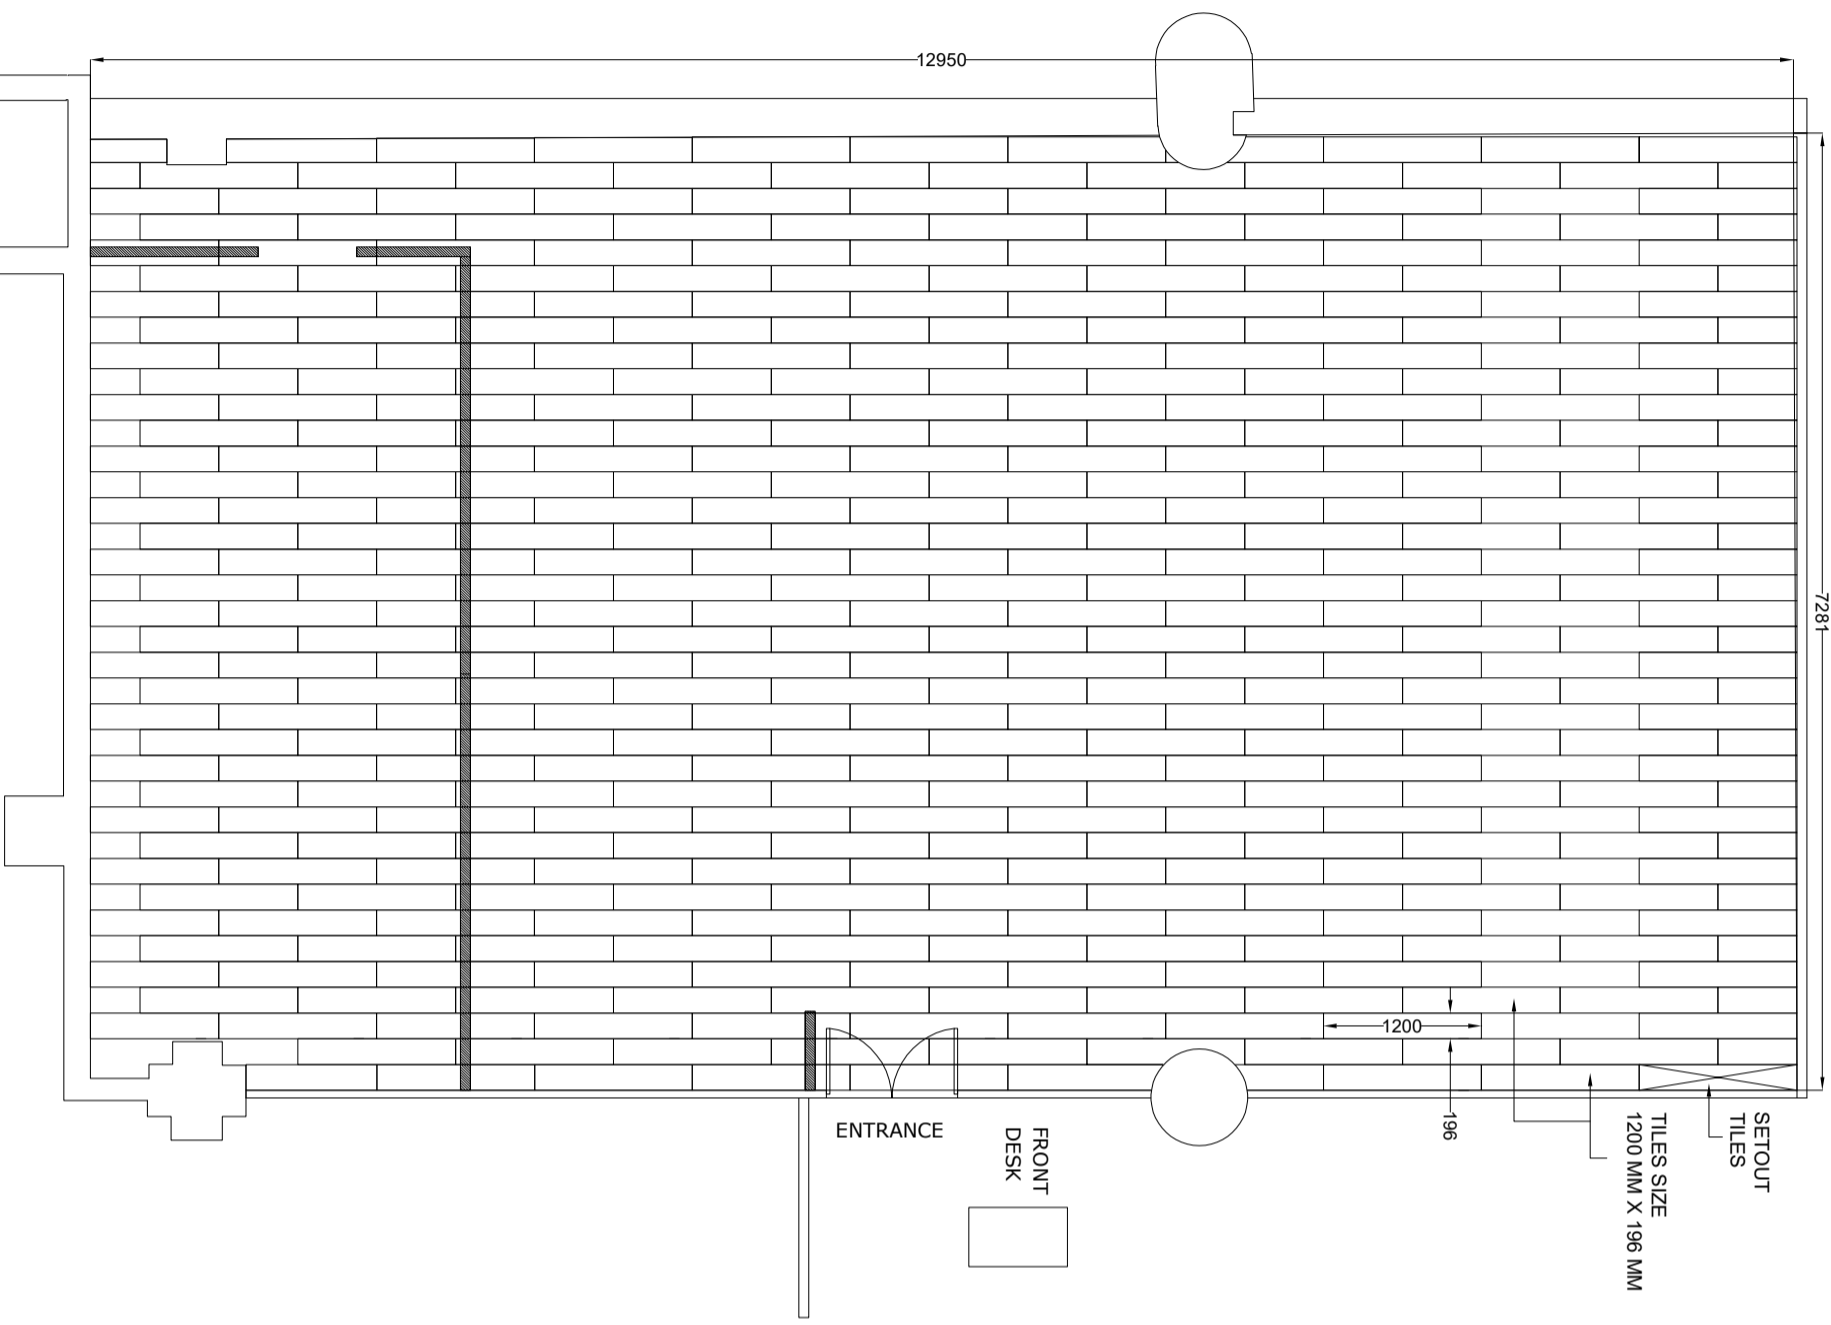 12950
7281
1200
196
ENTRANCE
FRONT
DESK
SETOUT
TILES
TILES SIZE
1200 MM X 196 MM